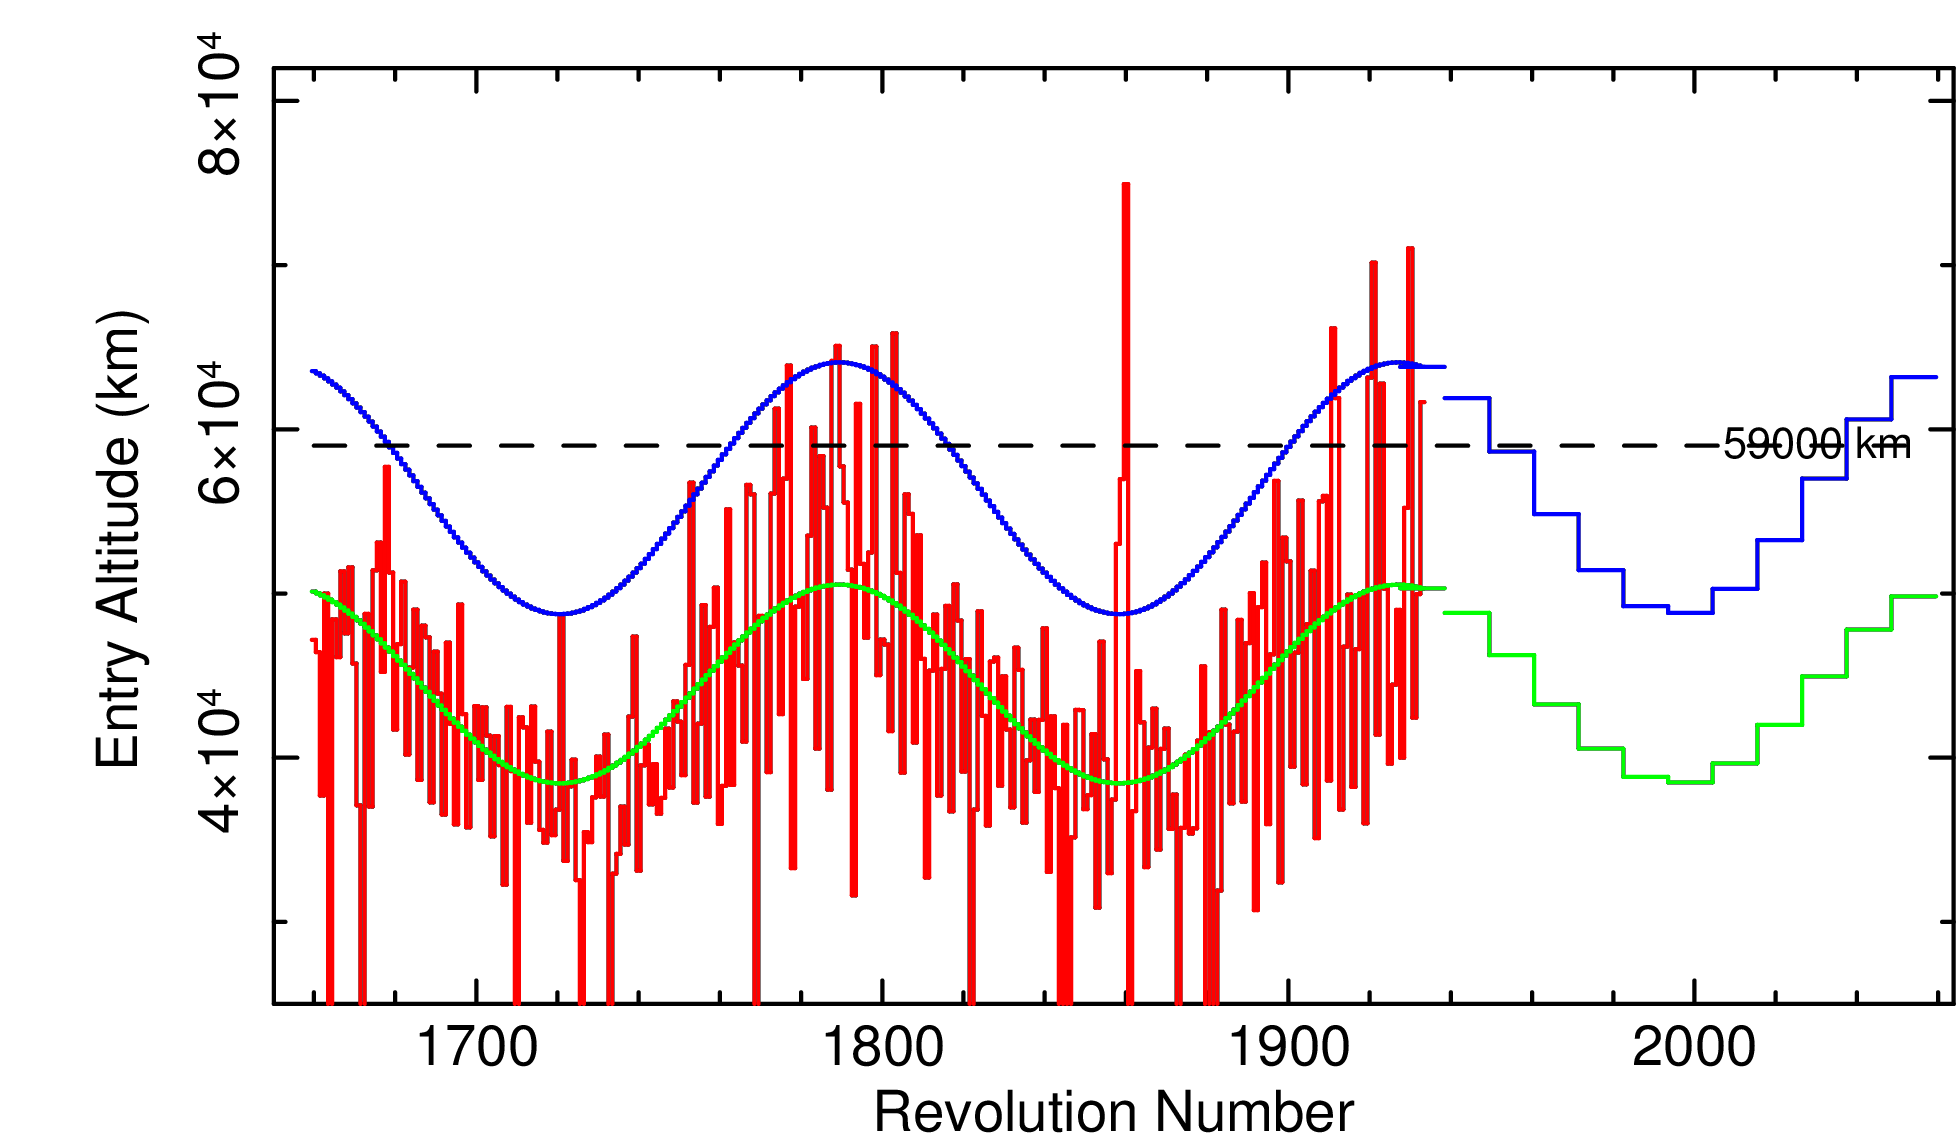 8×10⁴
6×10⁴
4×10⁴
Entry Altitude (km)
59000 km
1700 1800 1900 2000
Revolution Number